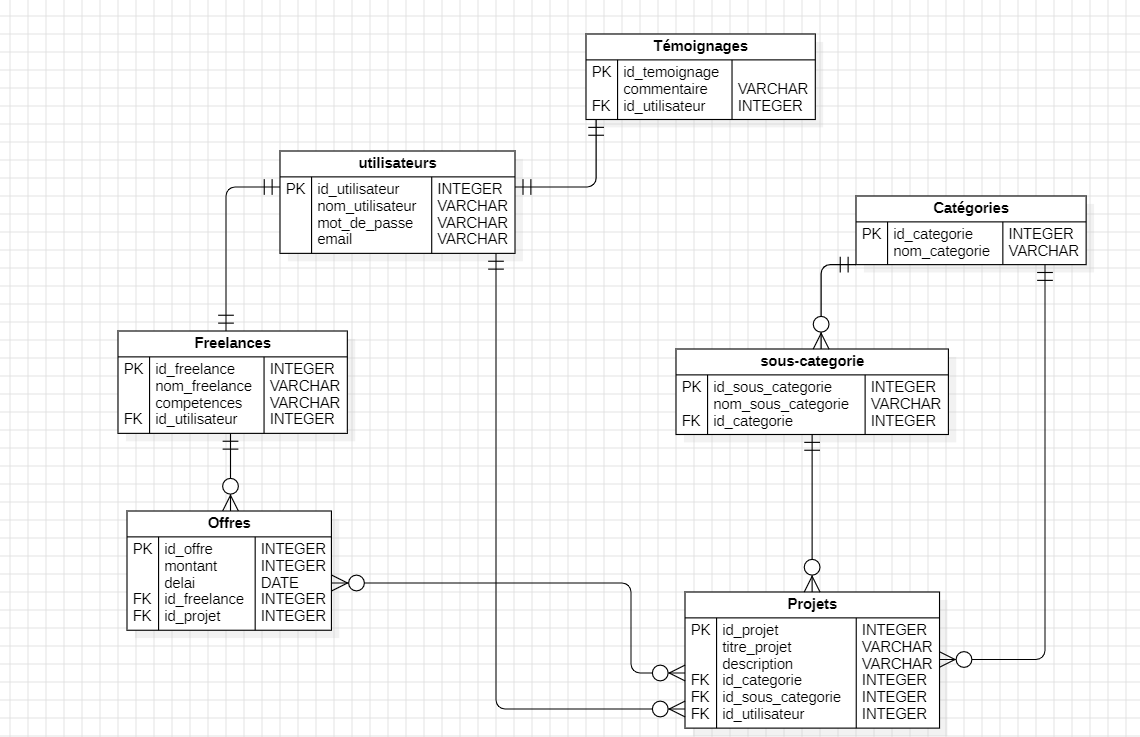 Témoignages
PK id_temoignage
commentaire VARCHAR
FK id_utilisateur INTEGER
utilisateurs
PK id_utilisateur INTEGER
nom_utilisateur VARCHAR
mot_de_passe VARCHAR
email VARCHAR
Catégories
PK id_categorie INTEGER
nom_categorie VARCHAR
Freelances
PK id_freelance INTEGER
nom_freelance VARCHAR
competences VARCHAR
FK id_utilisateur INTEGER
sous-categorie
PK id_sous_categorie INTEGER
nom_sous_categorie VARCHAR
FK id_categorie INTEGER
Offres
PK id_offre INTEGER
montant INTEGER
delai DATE
FK id_freelance INTEGER
FK id_projet INTEGER
Projets
PK id_projet INTEGER
titre_projet VARCHAR
description VARCHAR
FK id_categorie INTEGER
FK id_sous_categorie INTEGER
FK id_utilisateur INTEGER